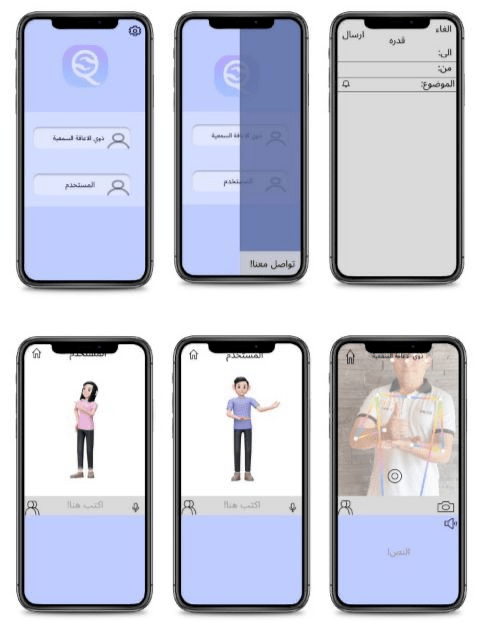 ذوي الاعاقة السمعية
المستخدم
ذوي الاعاقة السمعية
المستخدم
تواصل معنا!
الغاء
قدره
ارسال
الى:
من:
الموضوع:
المستخدم
اكتب هنا!
المستخدم
اكتب هنا!
ذوي اعاقة السمعية
النص!